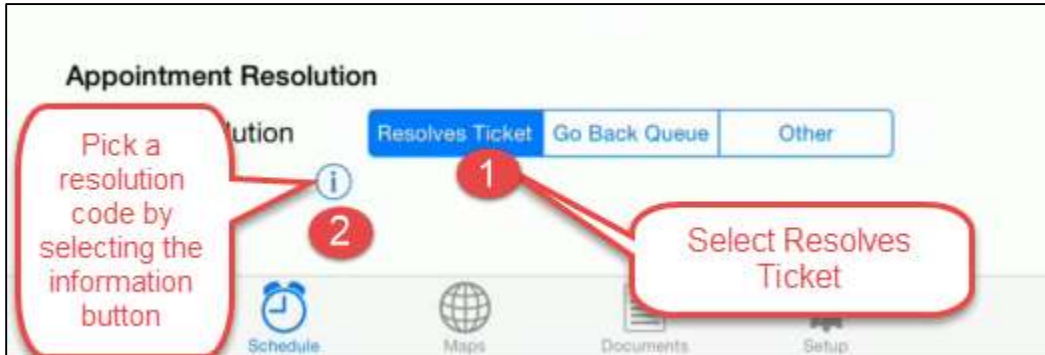 Appointment Resolution
lution
Resolves Ticket
Go Back Queue
Other
Pick a
resolution
code by
selecting the
information
button
i
1
2
Select Resolves
Ticket
Schedule
Maps
Documents
Setup